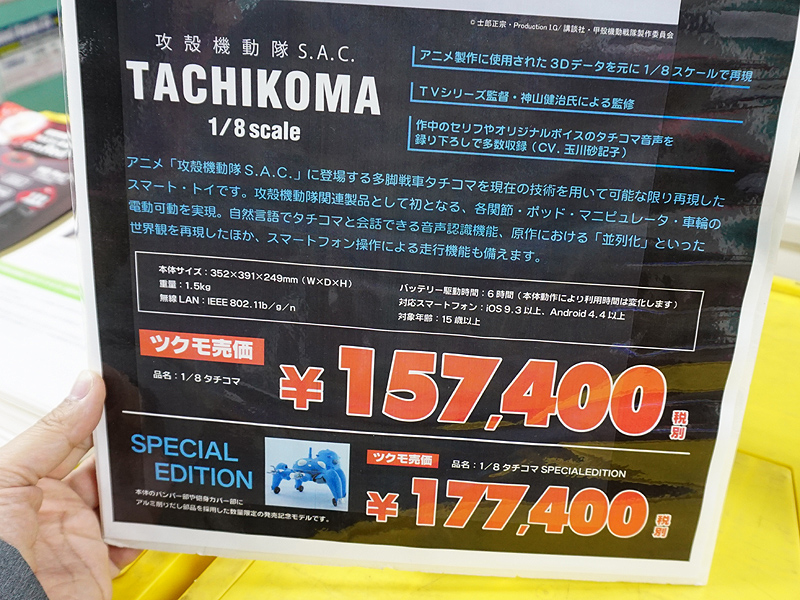 © 士郎正宗・Production I.G/講談社・甲殻機動戦隊製作委員会
攻殻機動隊 S.A.C.
TACHIKOMA
1/8 scale
アニメ製作に使用された3Dデータを元に1/8スケールで再現
TVシリーズ監督・神山健治氏による監修
作中のセリフやオリジナルボイスのタチコマ音声を
録り下ろしで多数収録（CV. 玉川砂記子）
アニメ「攻殻機動隊S.A.C.」に登場する多脚戦車タチコマを現在の技術を用いて可能な限り再現した
スマート・トイです。攻殻機動隊関連製品として初となる、各関節・ポッド・マニピュレータ・車輪の
電動可動を実現。自然言語でタチコマと会話できる音声認識機能、原作における「並列化」といった
世界観を再現したほか、スマートフォン操作による走行機能も備えます。
本体サイズ：352×391×249mm（W×D×H）
重量：1.5kg
無線LAN：IEEE 802.11b/g/n
バッテリー駆動時間：6時間（本体動作により利用時間は変化します）
対応スマートフォン：iOS 9.3以上、Android 4.4以上
対象年齢：15歳以上
ツクモ売価
品名：1/8 タチコマ
¥157,400
税別
SPECIAL
EDITION
本体のバンパー部や他身カバー部に
アルミ削りだし部品を採用した数量限定の発売記念モデルです。
ツクモ売価
品名：1/8 タチコマ SPECIALEDITION
¥177,400
税別